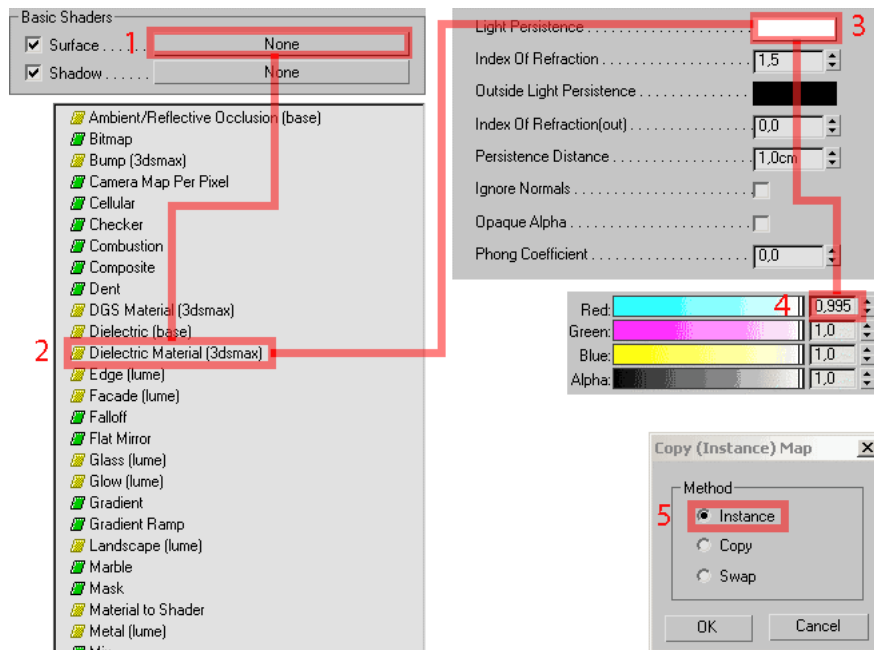 Basic Shaders
1
Surface . . . . . . None
Shadow . . . . . . None
Ambient/Reflective Occlusion (base)
Bitmap
Bump (3dsmax)
Camera Map Per Pixel
Cellular
Checker
Combustion
Composite
Dent
DGS Material (3dsmax)
Dielectric (base)
2
Dielectric Material (3dsmax)
Edge (lume)
Facade (lume)
Falloff
Flat Mirror
Glass (lume)
Glow (lume)
Gradient
Gradient Ramp
Landscape (lume)
Marble
Mask
Material to Shader
Metal (lume)
Light Persistence . . . . . . . . . . . . . . . . . .
3
Index Of Refraction . . . . . . . . . . . . . . . . 1,5
Outside Light Persistence . . . . . . . . . . . .
Index Of Refraction(out) . . . . . . . . . . . . 0,0
Persistence Distance . . . . . . . . . . . . . . . 1,0cm
Ignore Normals . . . . . . . . . . . . . . . . . . .
Opaque Alpha . . . . . . . . . . . . . . . . . . . .
Phong Coefficient . . . . . . . . . . . . . . . . . 0,0
4
Red: 0,995
Green: 1,0
Blue: 1,0
Alpha: 1,0
Copy (Instance) Map
Method
5
Instance
Copy
Swap
OK Cancel